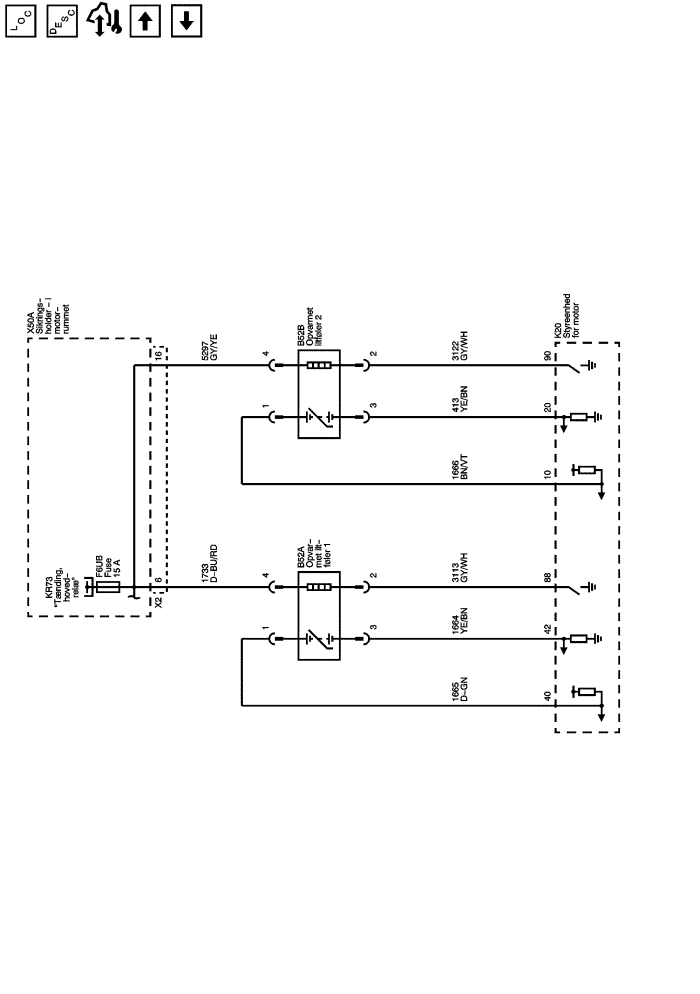 LOC
DESC
X50A
Sikrings–
holder – i
motor–
rummet
KR73
"Tænding,
hoved–
relæ"
F6UB
Fuse
15 A
X2
6
16
5297
GY/YE
1733
D–BU/RD
4
1
B52B
Opvarmet
iltføler 2
2
3
4
1
B52A
Opvar–
met ilt–
føler 1
2
3
3122
GY/WH
413
YE/BN
1666
BN/VT
3113
GY/WH
1664
YE/BN
1665
D–GN
90
20
10
88
42
40
K20
Styreenhed
for motor